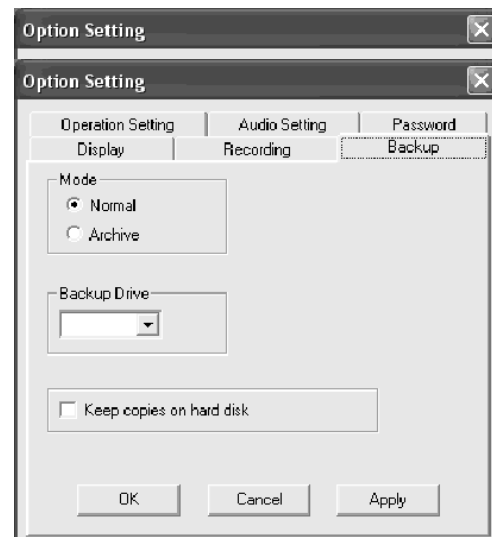 Option Setting
Option Setting
Operation Setting Audio Setting Password
Display Recording Backup
Mode
Normal
Archive
Backup Drive
Keep copies on hard disk
OK Cancel Apply